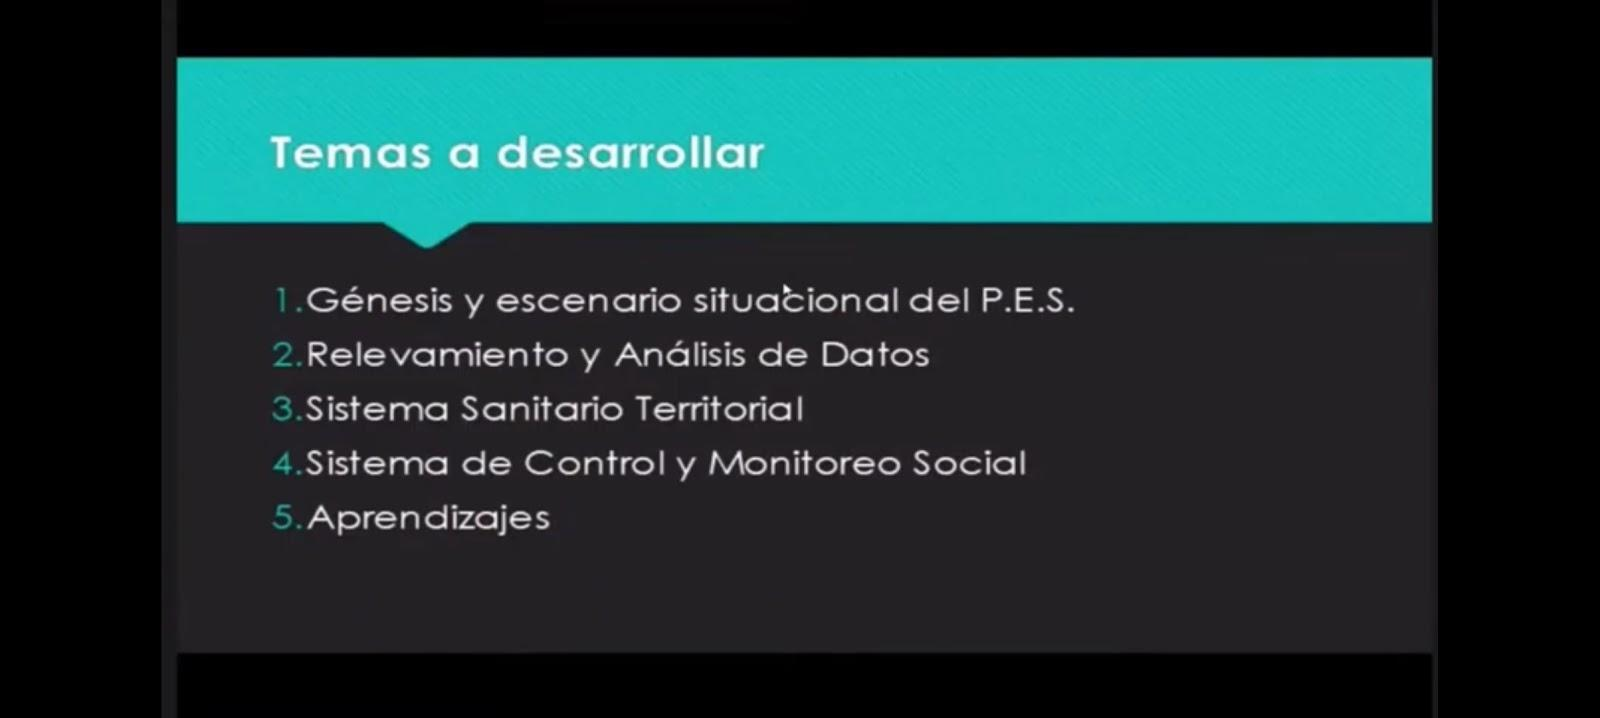 Temas a desarrollar
1.Génesis y escenario situacional del P.E.S.
2.Relevamiento y Análisis de Datos
3.Sistema Sanitario Territorial
4.Sistema de Control y Monitoreo Social
5.Aprendizajes